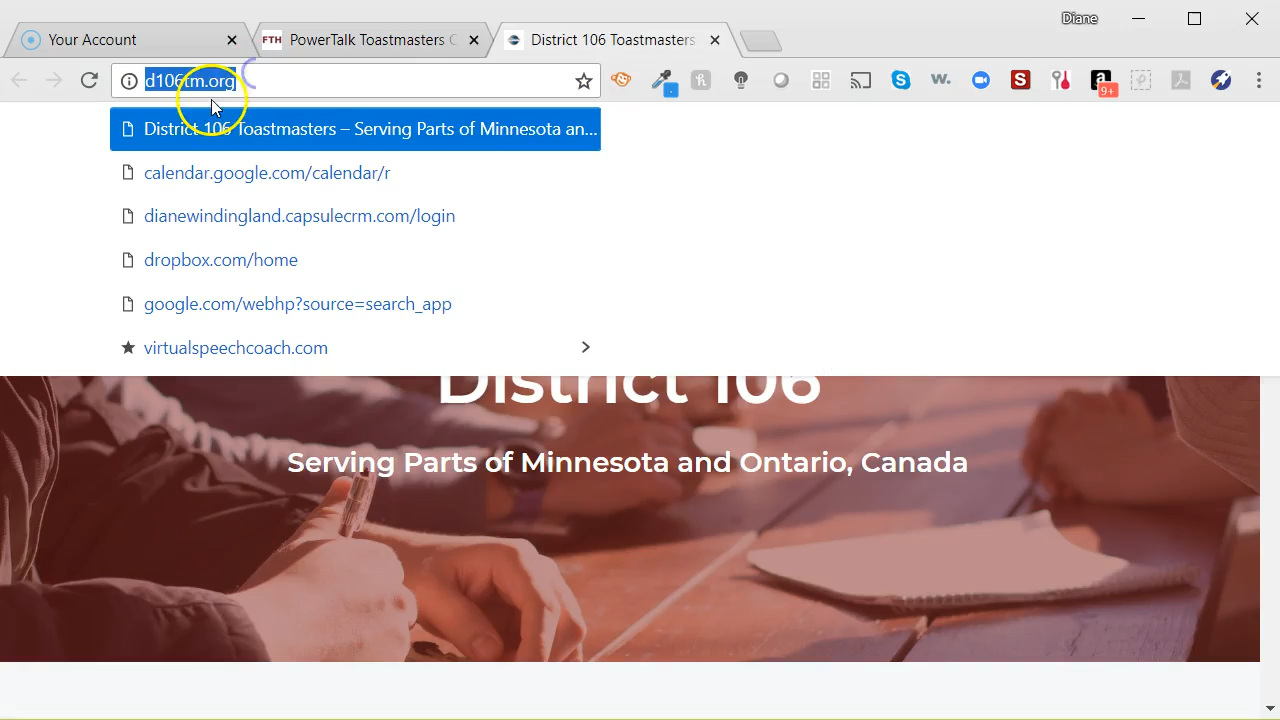 Diane
Your Account
FTH PowerTalk Toastmasters C
District 106 Toastmasters
d106tm.org
9+
District 106 Toastmasters – Serving Parts of Minnesota an...
calendar.google.com/calendar/r
dianewindingland.capsulecrm.com/login
dropbox.com/home
google.com/webhp?source=search_app
virtualspeechcoach.com
District 106
Serving Parts of Minnesota and Ontario, Canada